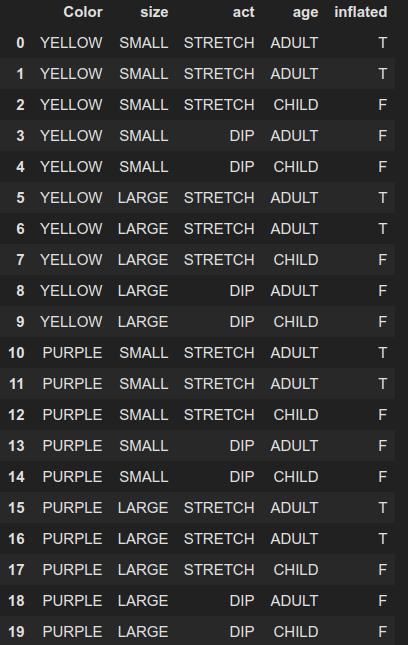 Color size act age inflated
0 YELLOW SMALL STRETCH ADULT T
1 YELLOW SMALL STRETCH ADULT T
2 YELLOW SMALL STRETCH CHILD F
3 YELLOW SMALL DIP ADULT F
4 YELLOW SMALL DIP CHILD F
5 YELLOW LARGE STRETCH ADULT T
6 YELLOW LARGE STRETCH ADULT T
7 YELLOW LARGE STRETCH CHILD F
8 YELLOW LARGE DIP ADULT F
9 YELLOW LARGE DIP CHILD F
10 PURPLE SMALL STRETCH ADULT T
11 PURPLE SMALL STRETCH ADULT T
12 PURPLE SMALL STRETCH CHILD F
13 PURPLE SMALL DIP ADULT F
14 PURPLE SMALL DIP CHILD F
15 PURPLE LARGE STRETCH ADULT T
16 PURPLE LARGE STRETCH ADULT T
17 PURPLE LARGE STRETCH CHILD F
18 PURPLE LARGE DIP ADULT F
19 PURPLE LARGE DIP CHILD F